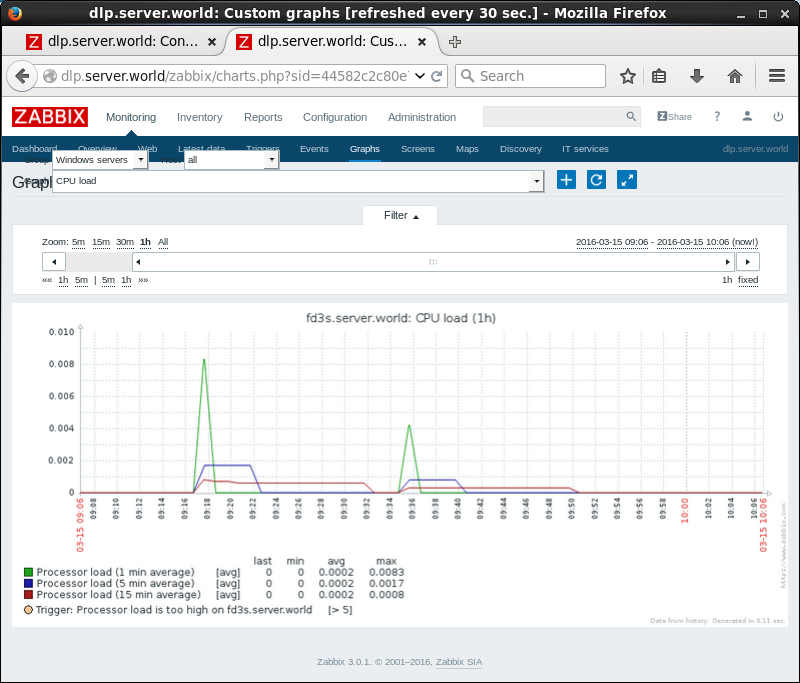 dlp.server.world: Custom graphs [refreshed every 30 sec.] - Mozilla Firefox
dlp.server.world: Con... × dlp.server.world: Cus... ×
dlp.server.world/zabbix/charts.php?sid=44582c2c80e Search
ZABBIX Monitoring Inventory Reports Configuration Administration Z Share ?
Dashboard Overview Web Latest data Triggers Events Graphs Screens Maps Discovery IT services dlp.server.world
Group Windows servers Host all
Graph CPU load
Filter
Zoom: 5m 15m 30m 1h All 2016-03-15 09:06 - 2016-03-15 10:06 (now!)
«« 1h 5m | 5m 1h »» 1h fixed
fd3s.server.world: CPU load (1h)
0.010
0.008
0.006
0.004
0.002
0
03-15 09:06 09:08 09:10 09:12 09:14 09:16 09:18 09:20 09:22 09:24 09:26 09:28 09:30 09:32 09:34 09:36 09:38 09:40 09:42 09:44 09:46 09:48 09:50 09:52 09:54 09:56 09:58 10:00 10:02 10:04 10:06 03-15 10:06
http://www.zabbix.com
last min avg max
Processor load (1 min average) [avg] 0 0 0.0002 0.0083
Processor load (5 min average) [avg] 0 0 0.0002 0.0017
Processor load (15 min average) [avg] 0 0 0.0002 0.0008
Trigger: Processor load is too high on fd3s.server.world [> 5]
Data from history. Generated in 0.11 sec.
Zabbix 3.0.1. © 2001–2016, Zabbix SIA